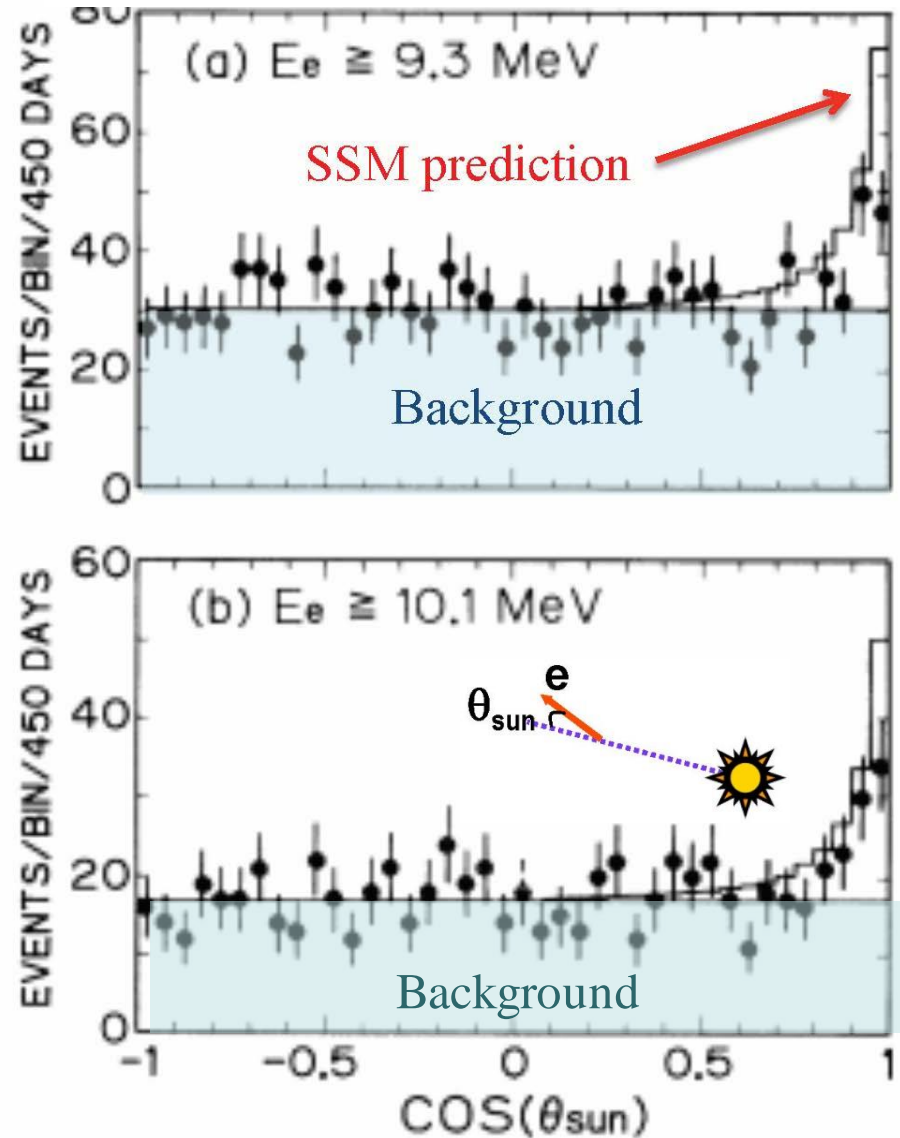 EVENTS/BIN/450 DAYS
80
60
40
20
0
(a) Ee ≧ 9.3 MeV
SSM prediction
Background
EVENTS/BIN/450 DAYS
60
40
20
0
(b) Ee ≧ 10.1 MeV
e
θsun
Background
-1 -0.5 0 0.5 1
COS(θsun)